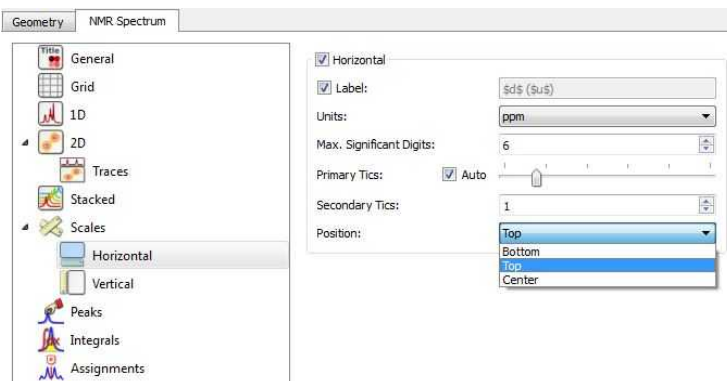 Geometry
NMR Spectrum
Title
General
Grid
1D
2D
Traces
Stacked
Scales
Horizontal
Vertical
Peaks
Integrals
Assignments
Horizontal
Label: $d$ ($u$)
Units: ppm
Max. Significant Digits: 6
Primary Tics: Auto
Secondary Tics: 1
Position: Top
Bottom
Top
Center